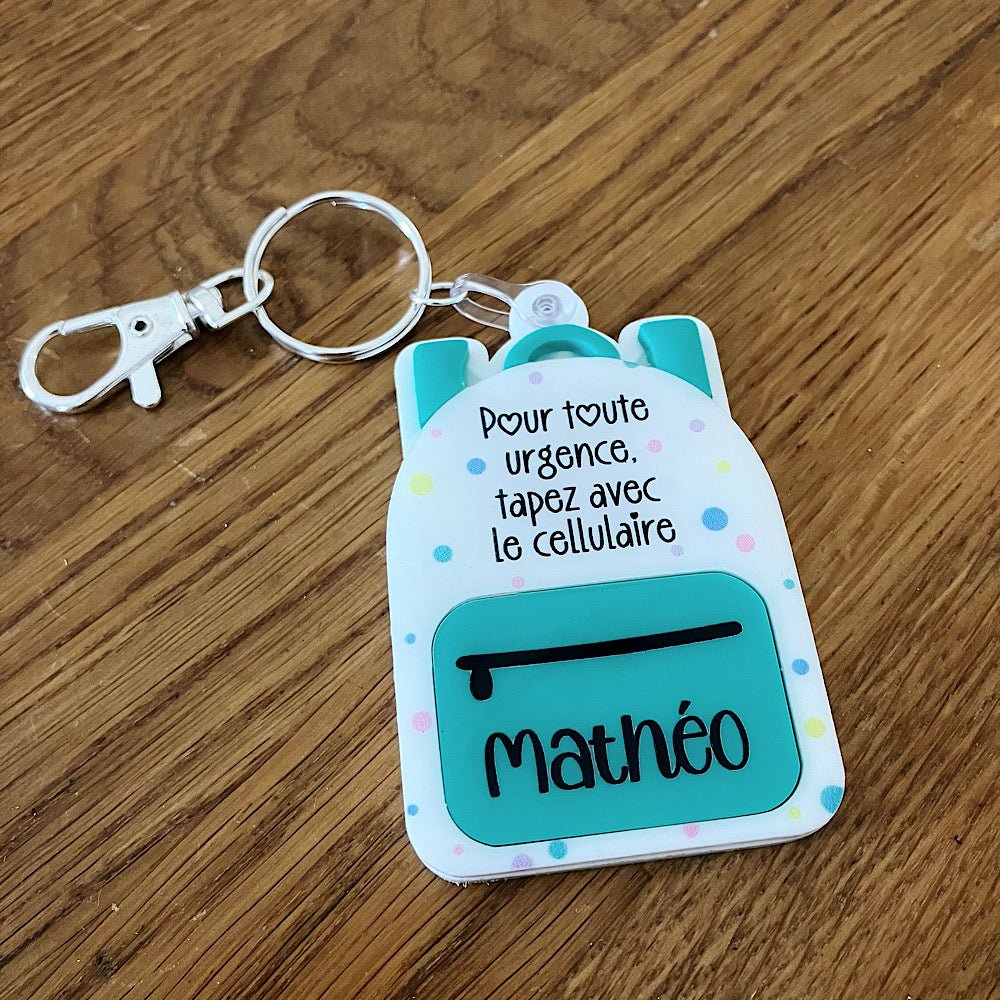 Pour toute
urgence,
tapez avec
le cellulaire
Mathéo